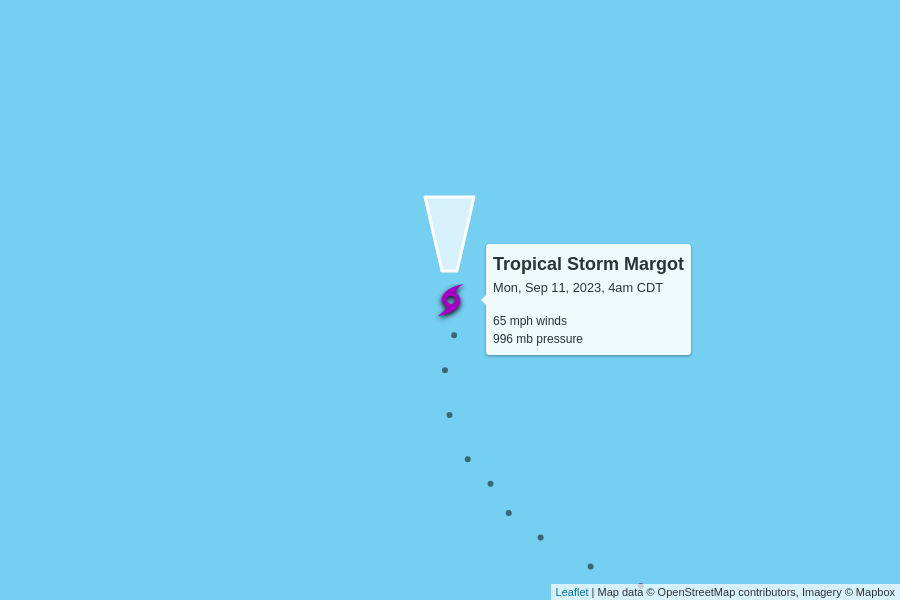 Tropical Storm Margot
Mon, Sep 11, 2023, 4am CDT
65 mph winds
996 mb pressure
Leaflet | Map data © OpenStreetMap contributors, Imagery © Mapbox